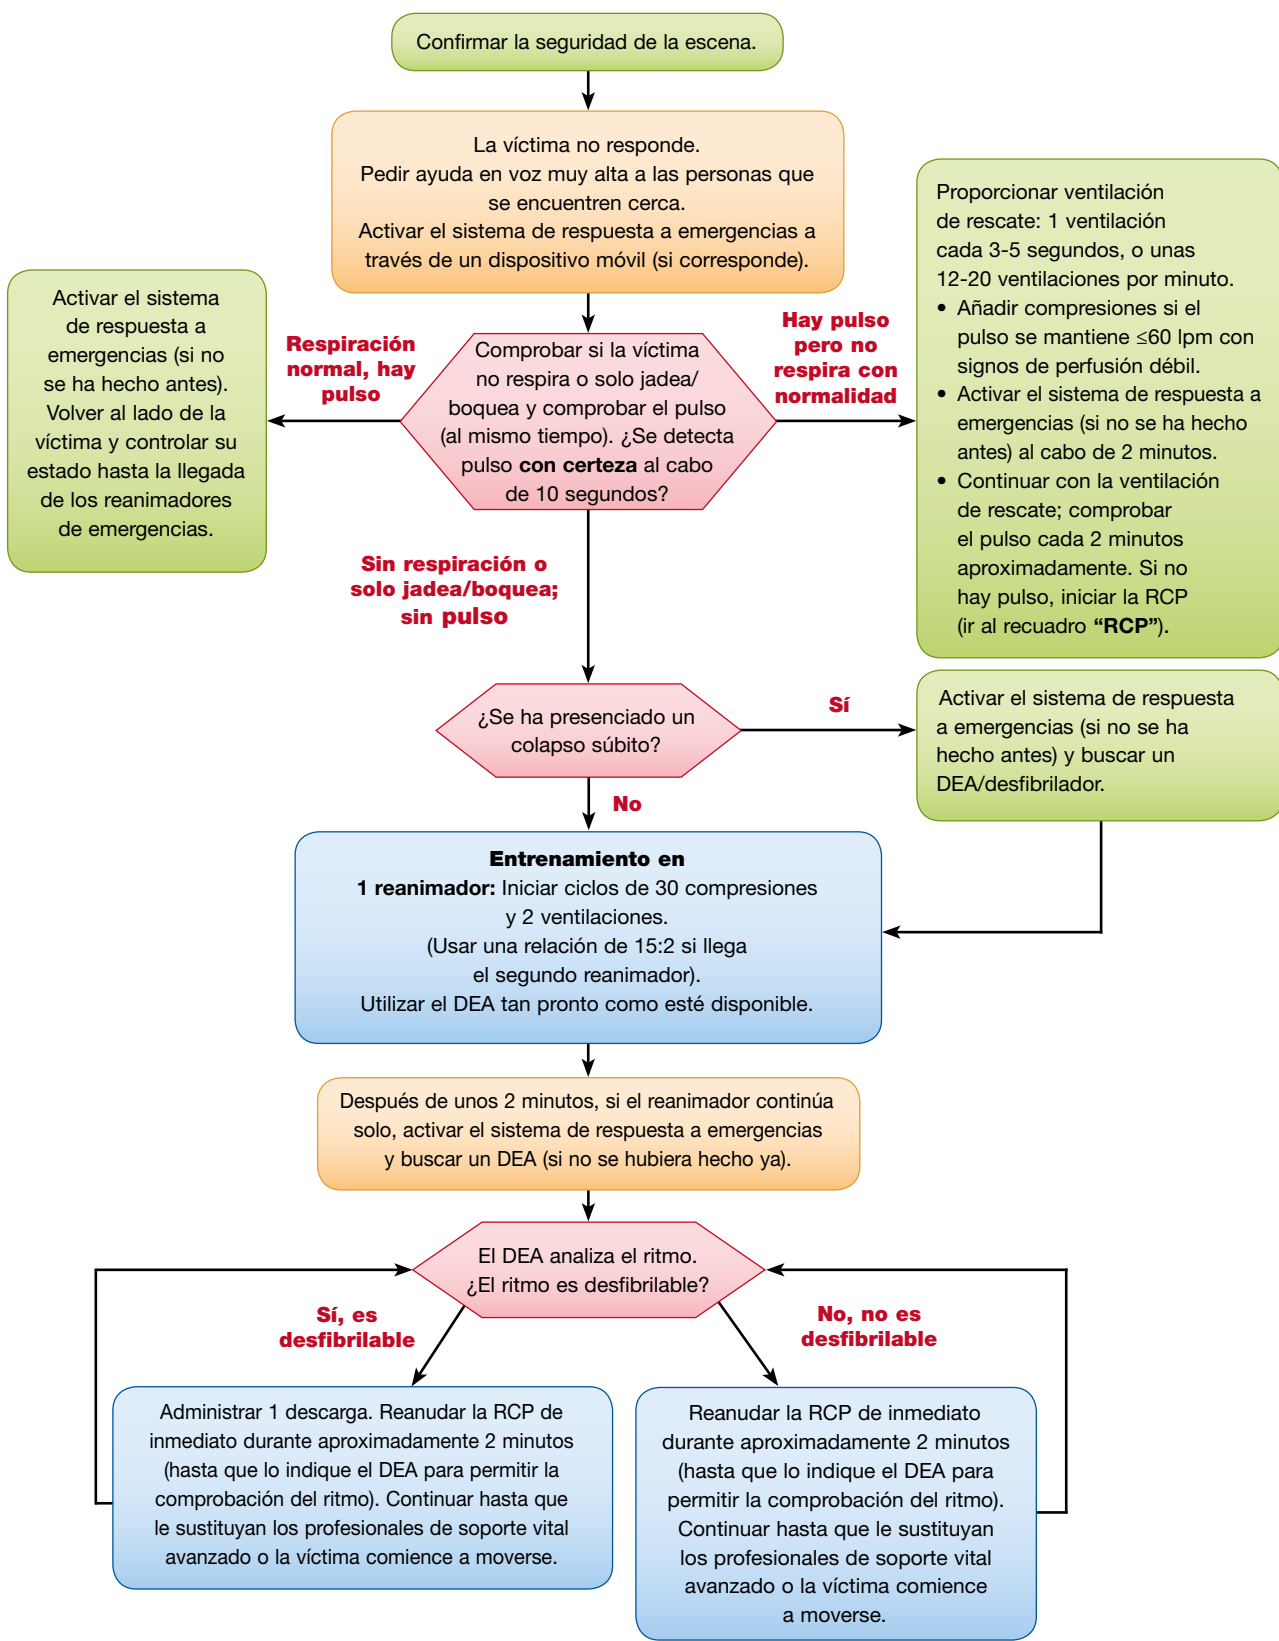 Confirmar la seguridad de la escena.
La víctima no responde.
Pedir ayuda en voz muy alta a las personas que
se encuentren cerca.
Activar el sistema de respuesta a emergencias a
través de un dispositivo móvil (si corresponde).
Comprobar si la víctima
no respira o solo jadea/
boquea y comprobar el pulso
(al mismo tiempo). ¿Se detecta
pulso con certeza al cabo
de 10 segundos?
Respiración
normal, hay
pulso
Activar el sistema
de respuesta a
emergencias (si no
se ha hecho antes).
Volver al lado de la
víctima y controlar su
estado hasta la llegada
de los reanimadores
de emergencias.
Hay pulso
pero no
respira con
normalidad
Proporcionar ventilación
de rescate: 1 ventilación
cada 3-5 segundos, o unas
12-20 ventilaciones por minuto.
• Añadir compresiones si el
pulso se mantiene ≤60 lpm con
signos de perfusión débil.
• Activar el sistema de respuesta a
emergencias (si no se ha hecho
antes) al cabo de 2 minutos.
• Continuar con la ventilación
de rescate; comprobar
el pulso cada 2 minutos
aproximadamente. Si no
hay pulso, iniciar la RCP
(ir al recuadro “RCP”).
Sin respiración o
solo jadea/boquea;
sin pulso
¿Se ha presenciado un
colapso súbito?
Sí
Activar el sistema de respuesta
a emergencias (si no se ha
hecho antes) y buscar un
DEA/desfibrilador.
No
Entrenamiento en
1 reanimador: Iniciar ciclos de 30 compresiones
y 2 ventilaciones.
(Usar una relación de 15:2 si llega
el segundo reanimador).
Utilizar el DEA tan pronto como esté disponible.
Después de unos 2 minutos, si el reanimador continúa
solo, activar el sistema de respuesta a emergencias
y buscar un DEA (si no se hubiera hecho ya).
El DEA analiza el ritmo.
¿El ritmo es desfibrilable?
Sí, es
desfibrilable
No, no es
desfibrilable
Administrar 1 descarga. Reanudar la RCP de
inmediato durante aproximadamente 2 minutos
(hasta que lo indique el DEA para permitir la
comprobación del ritmo). Continuar hasta que
le sustituyan los profesionales de soporte vital
avanzado o la víctima comience a moverse.
Reanudar la RCP de inmediato
durante aproximadamente 2 minutos
(hasta que lo indique el DEA para
permitir la comprobación del ritmo).
Continuar hasta que le sustituyan
los profesionales de soporte vital
avanzado o la víctima comience
a moverse.